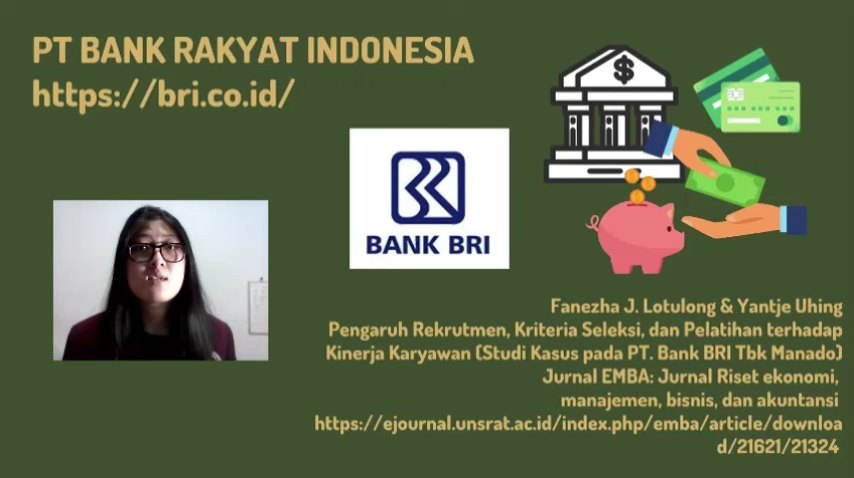 PT BANK RAKYAT INDONESIA
https://bri.co.id/
$
BANK BRI
Fanezha J. Lotulong & Yantje Uhing
Pengaruh Rekrutmen, Kriteria Seleksi, dan Pelatihan terhadap
Kinerja Karyawan (Studi Kasus pada PT. Bank BRI Tbk Manado)
Jurnal EMBA: Jurnal Riset ekonomi,
manajemen, bisnis, dan akuntansi
https://ejournal.unsrat.ac.id/index.php/emba/article/downloa
d/21621/21324